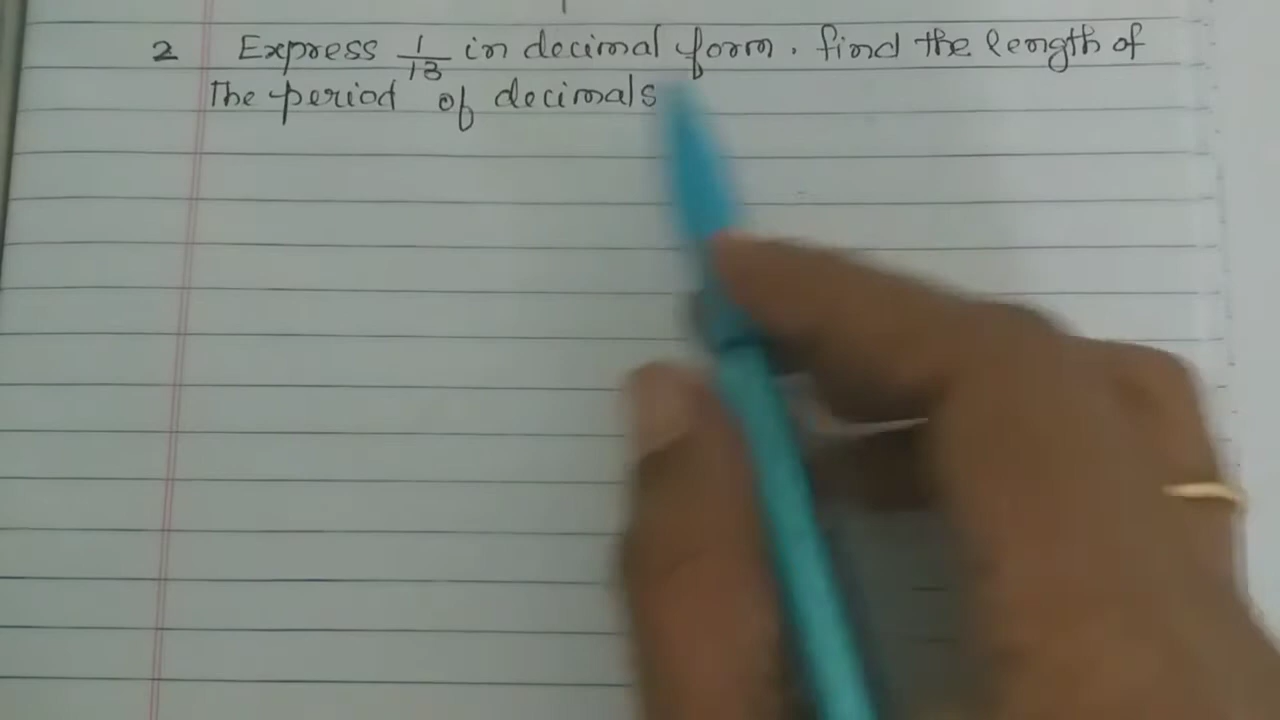 2 Express 1/13 in decimal form. find the length of
The period of decimals